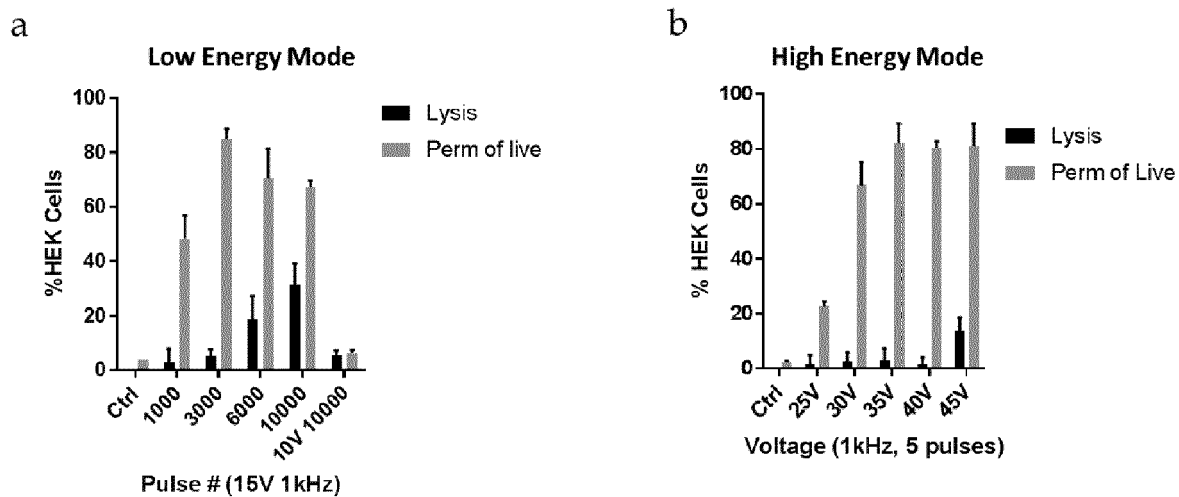 a
Low Energy Mode
100
80
60
40
20
0
%HEK Cells
Lysis
Perm of live
Ctrl
1000
3000
6000
10000
10V 10000
Pulse # (15V 1kHz)
b
High Energy Mode
100
80
60
40
20
0
% HEK Cells
Lysis
Perm of Live
Ctrl
25V
30V
35V
40V
45V
Voltage (1kHz, 5 pulses)